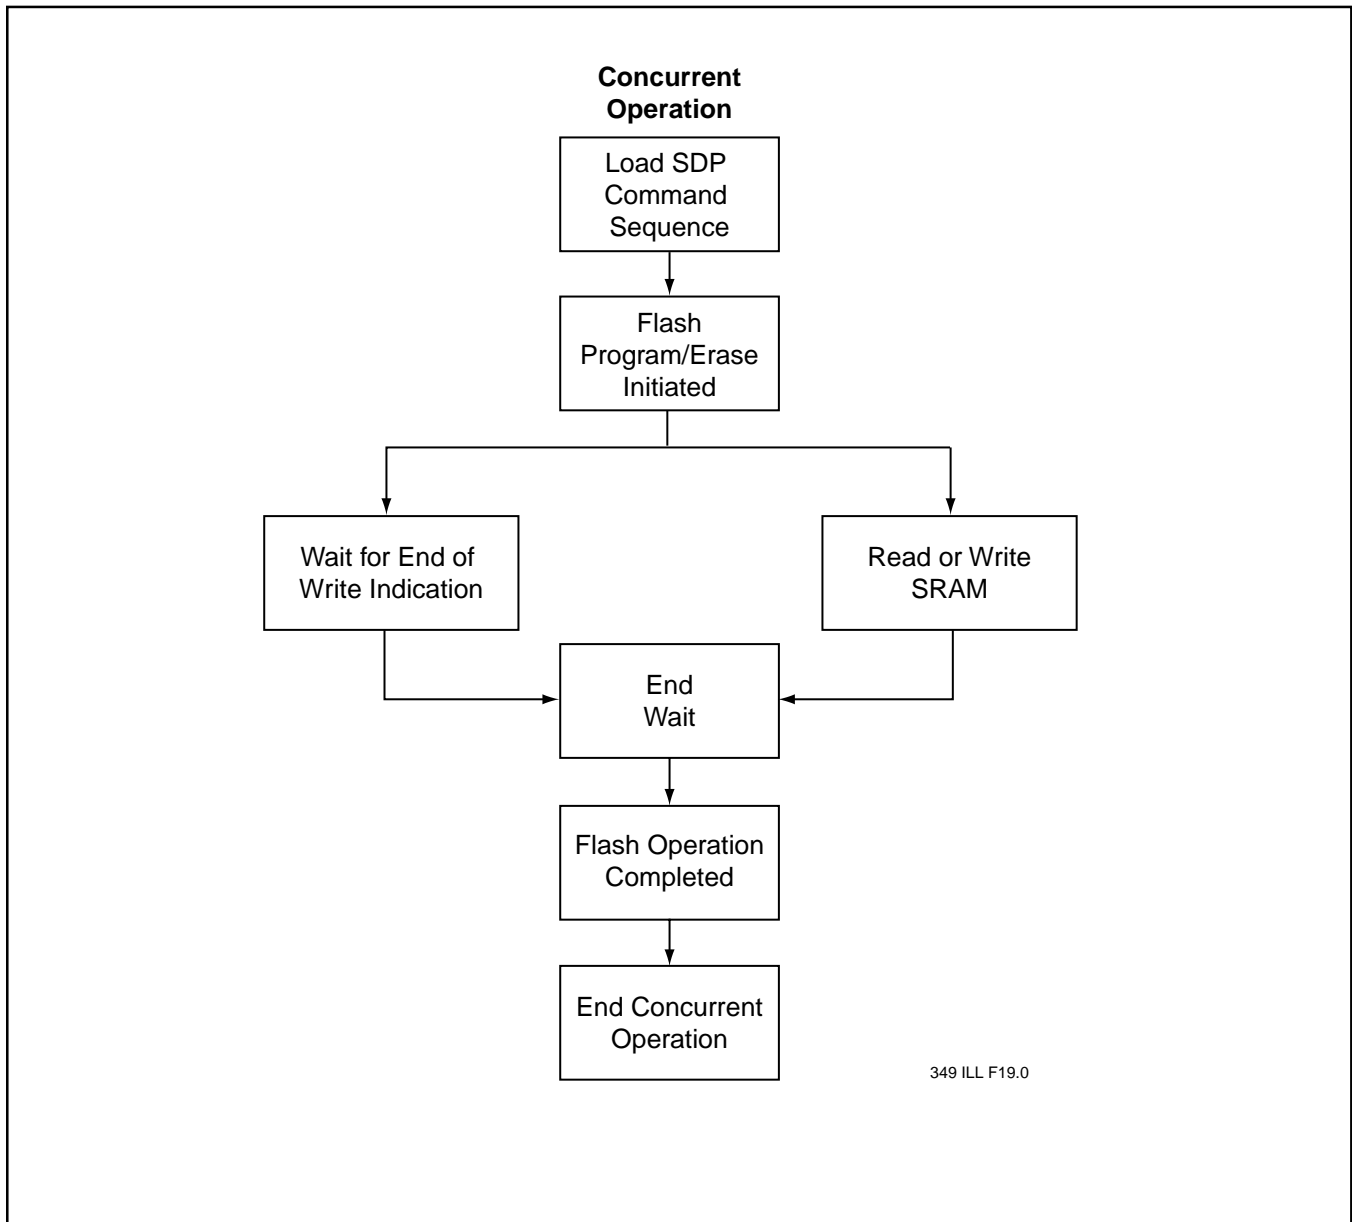 Concurrent
Operation
Load SDP
Command
Sequence
Flash
Program/Erase
Initiated
Wait for End of
Write Indication
Read or Write
SRAM
End
Wait
Flash Operation
Completed
End Concurrent
Operation
349 ILL F19.0